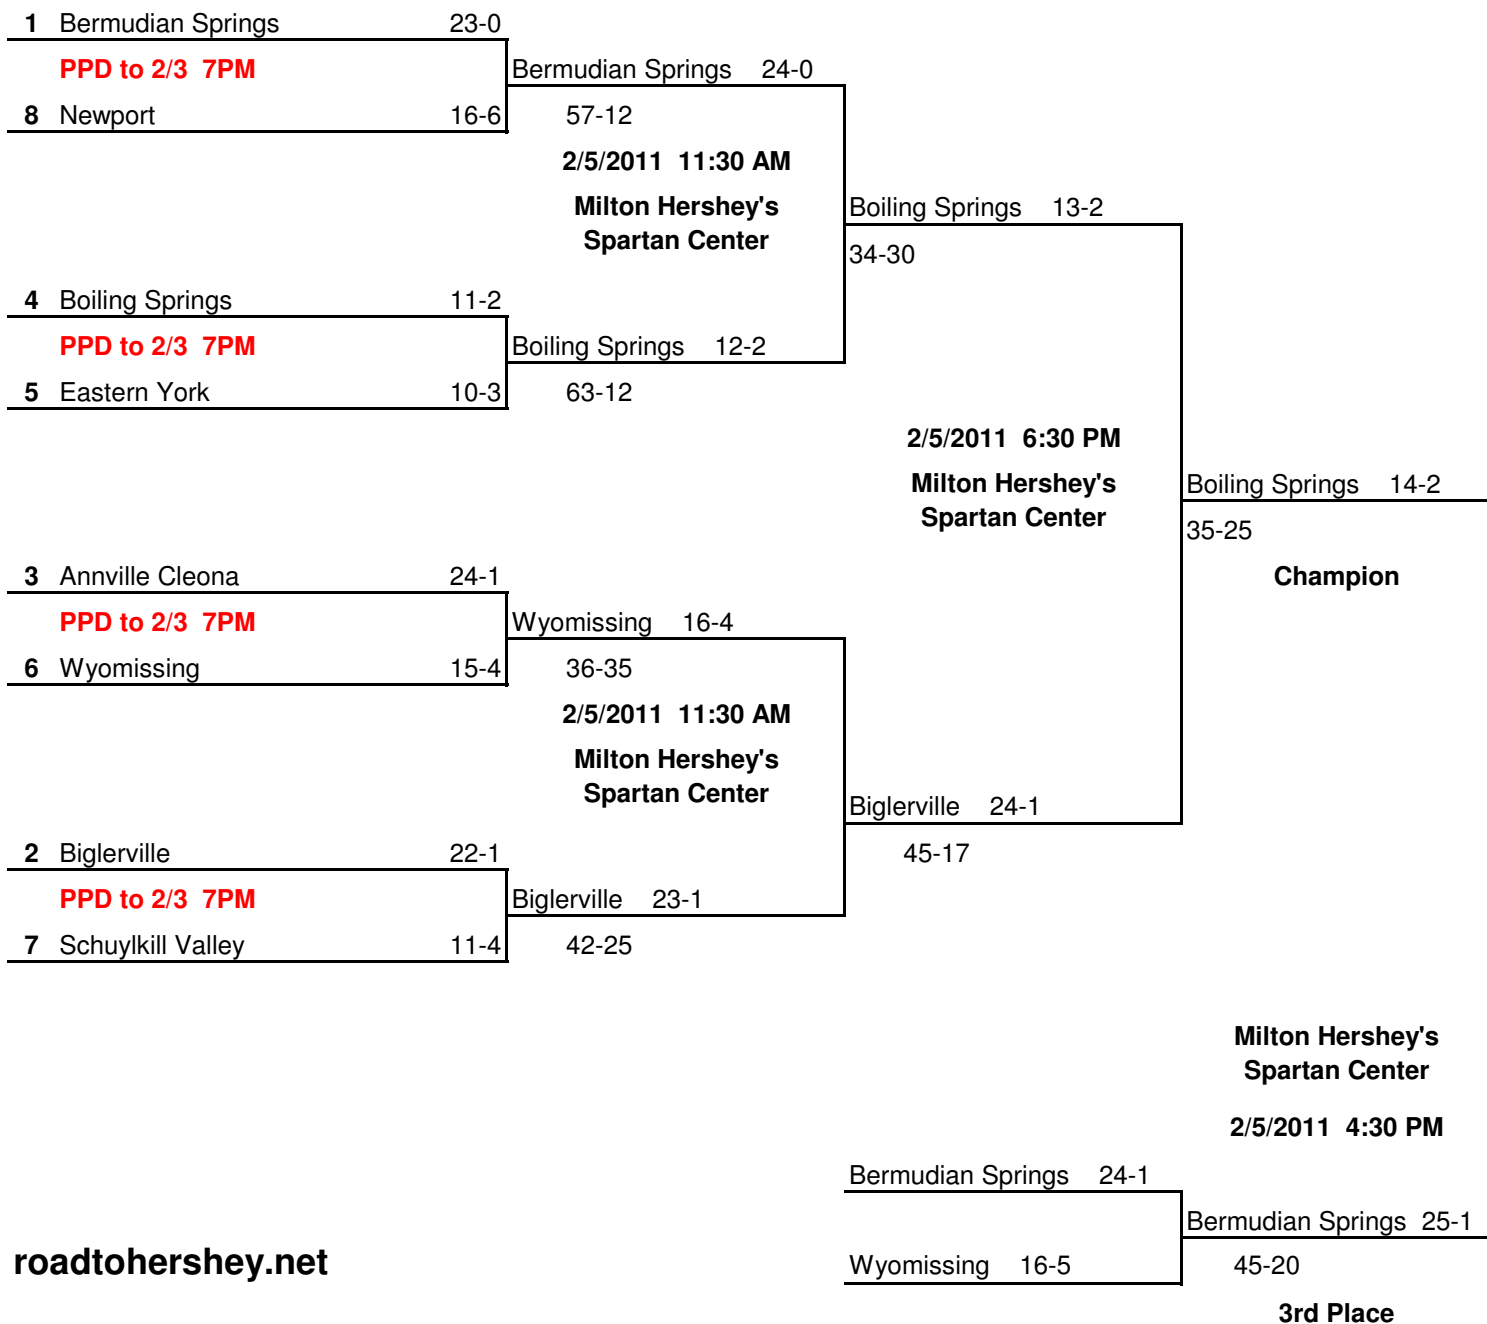 1 Bermudian Springs 23-0
PPD to 2/3 7PM
Bermudian Springs 24-0
8 Newport 16-6
57-12
2/5/2011 11:30 AM
Milton Hershey's
Spartan Center
Boiling Springs 13-2
34-30
4 Boiling Springs 11-2
PPD to 2/3 7PM
Boiling Springs 12-2
5 Eastern York 10-3
63-12
2/5/2011 6:30 PM
Milton Hershey's
Spartan Center
Boiling Springs 14-2
35-25
Champion
3 Annville Cleona 24-1
PPD to 2/3 7PM
Wyomissing 16-4
6 Wyomissing 15-4
36-35
2/5/2011 11:30 AM
Milton Hershey's
Spartan Center
Biglerville 24-1
45-17
2 Biglerville 22-1
PPD to 2/3 7PM
Biglerville 23-1
7 Schuylkill Valley 11-4
42-25
Milton Hershey's
Spartan Center
2/5/2011 4:30 PM
Bermudian Springs 24-1
Bermudian Springs 25-1
roadtohershey.net
Wyomissing 16-5
45-20
3rd Place